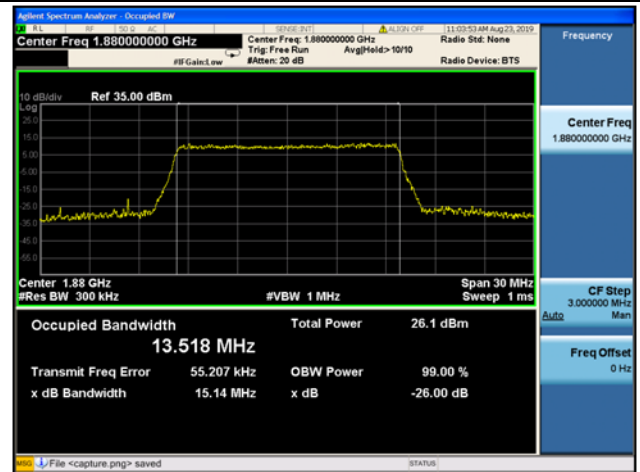 Agilent Spectrum Analyzer - Occupied BW
RL RF 50 Ω AC SENSE:INT ALIGN OFF 11:03:53 AM Aug 23, 2019
Center Freq 1.880000000 GHz Center Freq: 1.880000000 GHz Radio Std: None
Trig: Free Run Avg|Hold:> 10/10
#IFGain:Low #Atten: 20 dB Radio Device: BTS
Frequency
10 dB/div Ref 35.00 dBm
Log
25.0
15.0
5.00
-5.00
-15.0
-25.0
-35.0
-45.0
-55.0
Center Freq
1.880000000 GHz
Center 1.88 GHz Span 30 MHz
#Res BW 300 kHz #VBW 1 MHz Sweep 1 ms
CF Step
3.000000 MHz
Auto Man
Occupied Bandwidth Total Power 26.1 dBm
13.518 MHz
Transmit Freq Error 55.207 kHz OBW Power 99.00 %
x dB Bandwidth 15.14 MHz x dB -26.00 dB
Freq Offset
0 Hz
MSG File <capture.png> saved STATUS